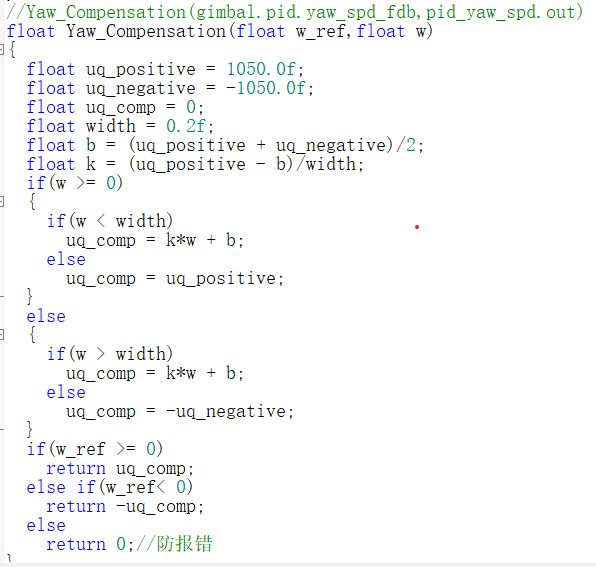 //Yaw_Compensation(gimbal.pid.yaw_spd_fdb,pid_yaw_spd.out)
float Yaw_Compensation(float w_ref,float w)
{
  float uq_positive = 1050.0f;
  float uq_negative = -1050.0f;
  float uq_comp = 0;
  float width = 0.2f;
  float b = (uq_positive + uq_negative)/2;
  float k = (uq_positive - b)/width;
  if(w >= 0)
  {
    if(w < width)
      uq_comp = k*w + b;
    else
      uq_comp = uq_positive;
  }
  else
  {
    if(w > width)
      uq_comp = k*w + b;
    else
      uq_comp = -uq_negative;
  }
  if(w_ref >= 0)
    return uq_comp;
  else if(w_ref< 0)
    return -uq_comp;
  else
    return 0;//防报错
}